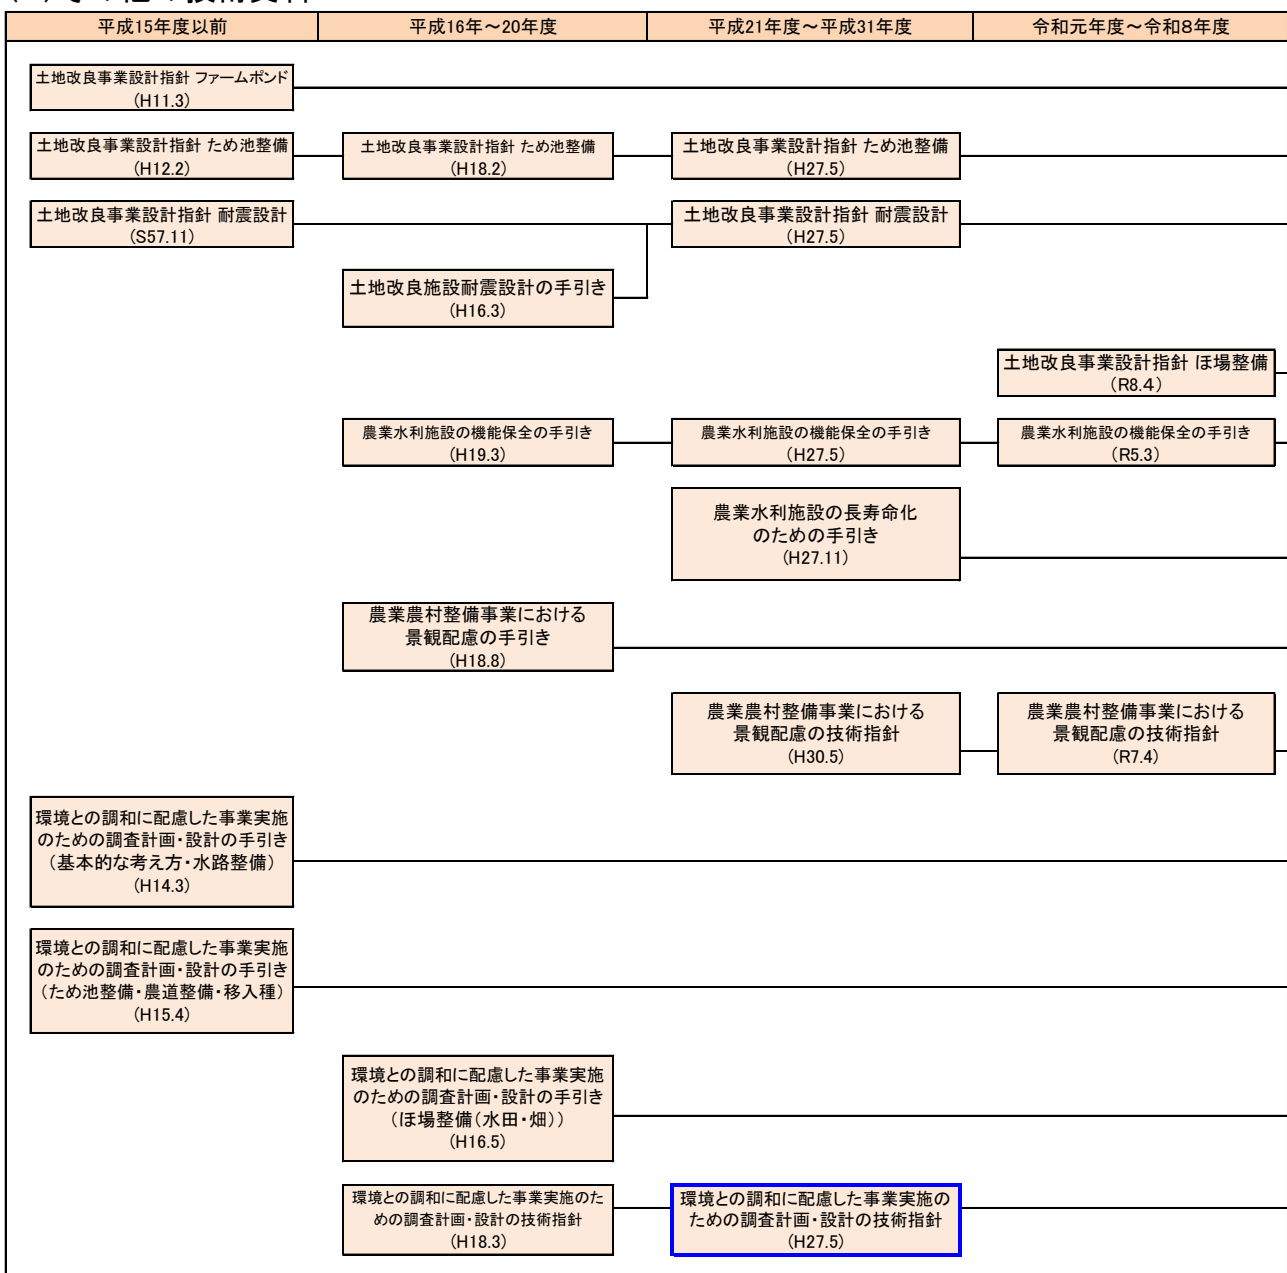 平成15年度以前
平成16年～20年度
平成21年度～平成31年度
令和元年度～令和8年度
土地改良事業設計指針 ファームポンド
(H11.3)
土地改良事業設計指針 ため池整備
(H12.2)
土地改良事業設計指針 ため池整備
(H18.2)
土地改良事業設計指針 ため池整備
(H27.5)
土地改良事業設計指針 耐震設計
(S57.11)
土地改良事業設計指針 耐震設計
(H27.5)
土地改良施設耐震設計の手引き
(H16.3)
土地改良事業設計指針 ほ場整備
(R8.4)
農業水利施設の機能保全の手引き
(H19.3)
農業水利施設の機能保全の手引き
(H27.5)
農業水利施設の機能保全の手引き
(R5.3)
農業水利施設の長寿命化
のための手引き
(H27.11)
農業農村整備事業における
景観配慮の手引き
(H18.8)
農業農村整備事業における
景観配慮の技術指針
(H30.5)
農業農村整備事業における
景観配慮の技術指針
(R7.4)
環境との調和に配慮した事業実施
のための調査計画・設計の手引き
（基本的な考え方・水路整備）
(H14.3)
環境との調和に配慮した事業実施
のための調査計画・設計の手引き
（ため池整備・農道整備・移入種）
(H15.4)
環境との調和に配慮した事業実施
のための調査計画・設計の手引き
（ほ場整備（水田・畑））
(H16.5)
環境との調和に配慮した事業実施のた
めの調査計画・設計の技術指針
(H18.3)
環境との調和に配慮した事業実施の
ための調査計画・設計の技術指針
(H27.5)